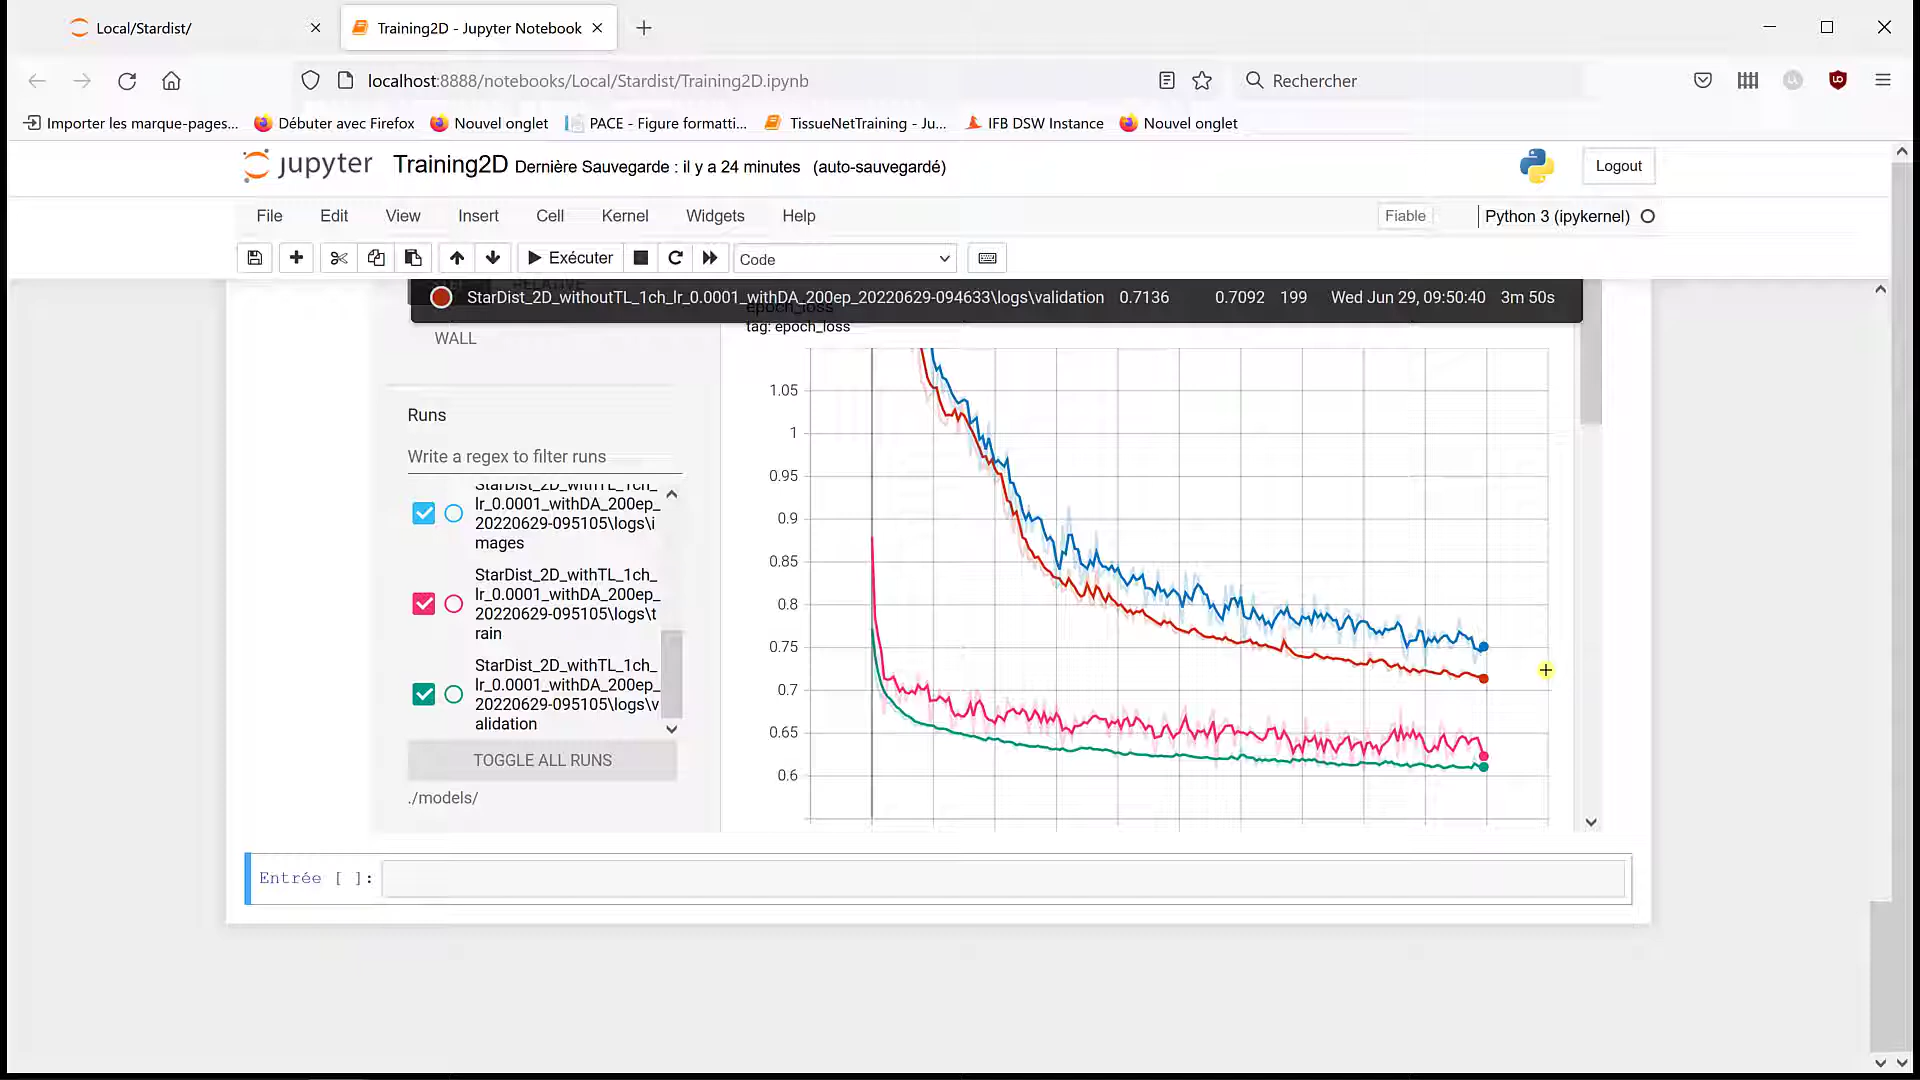 Local/Stardist/
Training2D - Jupyter Notebook
localhost:8888/notebooks/Local/Stardist/Training2D.ipynb
Rechercher
Importer les marque-pages...
Débuter avec Firefox
Nouvel onglet
PACE - Figure formatti...
TissueNetTraining - Ju...
IFB DSW Instance
Nouvel onglet
jupyter
Training2D Dernière Sauvegarde : il y a 24 minutes (auto-sauvegardé)
Logout
File Edit View Insert Cell Kernel Widgets Help
Fiable
Python 3 (ipykernel)
Exécuter
Code
RELATIVE
StarDist_2D_withoutTL_1ch_lr_0.0001_withDA_200ep_20220629-094633\logs\validation 0.7136 0.7092 199 Wed Jun 29, 09:50:40 3m 50s
epoch_loss
tag: epoch_loss
WALL
Runs
Write a regex to filter runs
StarDist_2D_withTL_1ch_
lr_0.0001_withDA_200ep_
20220629-095105\logs\i
mages
StarDist_2D_withTL_1ch_
lr_0.0001_withDA_200ep_
20220629-095105\logs\t
rain
StarDist_2D_withTL_1ch_
lr_0.0001_withDA_200ep_
20220629-095105\logs\v
alidation
TOGGLE ALL RUNS
./models/
1.05
1
0.95
0.9
0.85
0.8
0.75
0.7
0.65
0.6
Entrée [ ]: